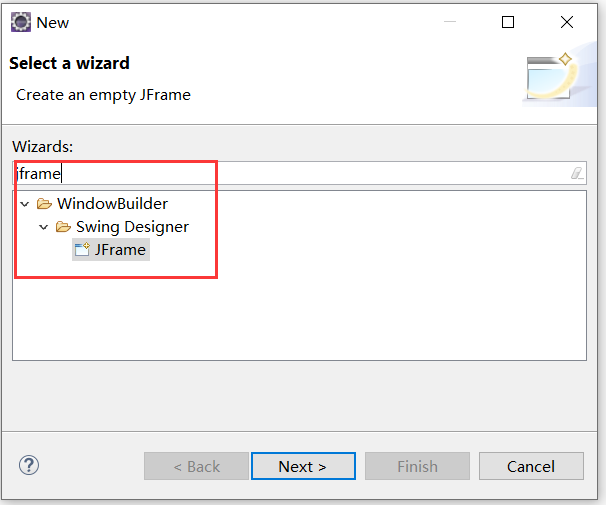 New
Select a wizard
Create an empty JFrame
Wizards:
jframe
WindowBuilder
Swing Designer
JFrame
< Back
Next >
Finish
Cancel